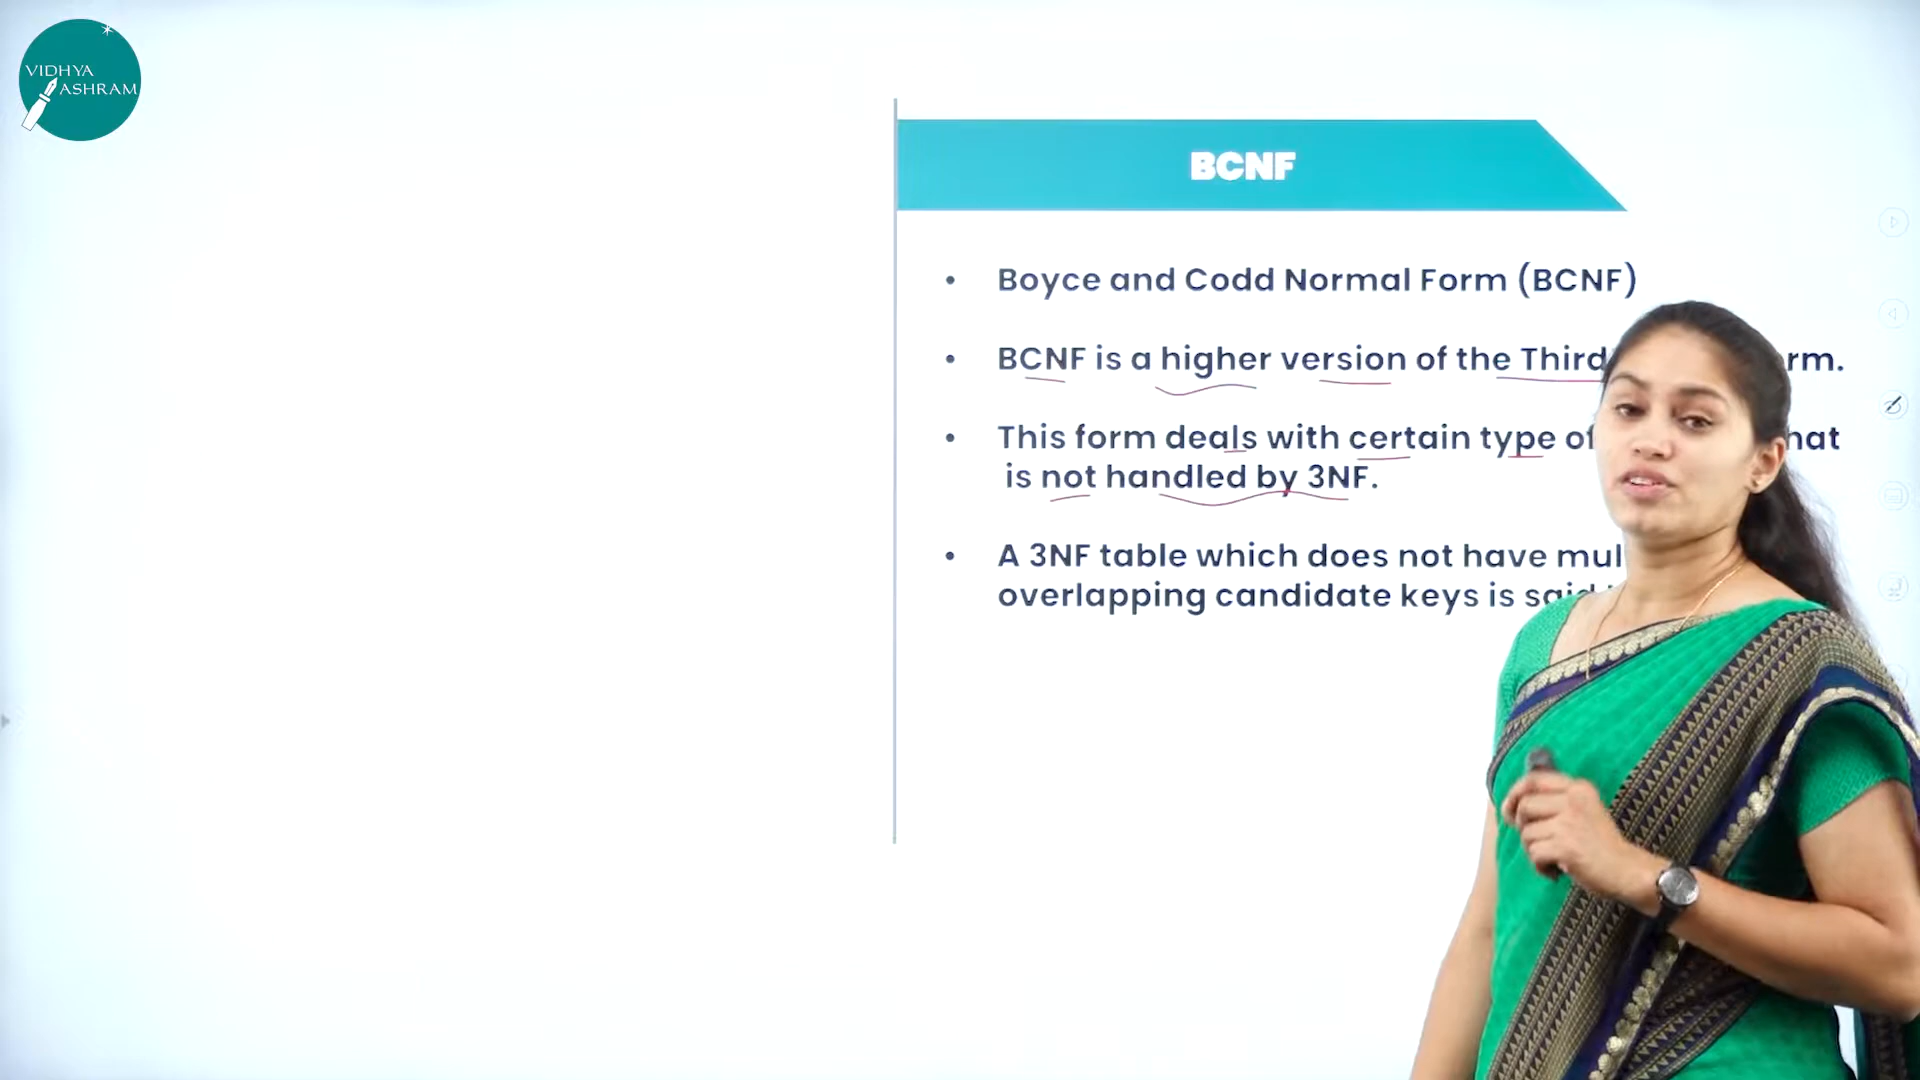 VIDHYA
ASHRAM
BCNF
• Boyce and Codd Normal Form (BCNF)
• BCNF is a higher version of the Third rm.
• This form deals with certain type of hat
is not handled by 3NF.
• A 3NF table which does not have mul
overlapping candidate keys is said